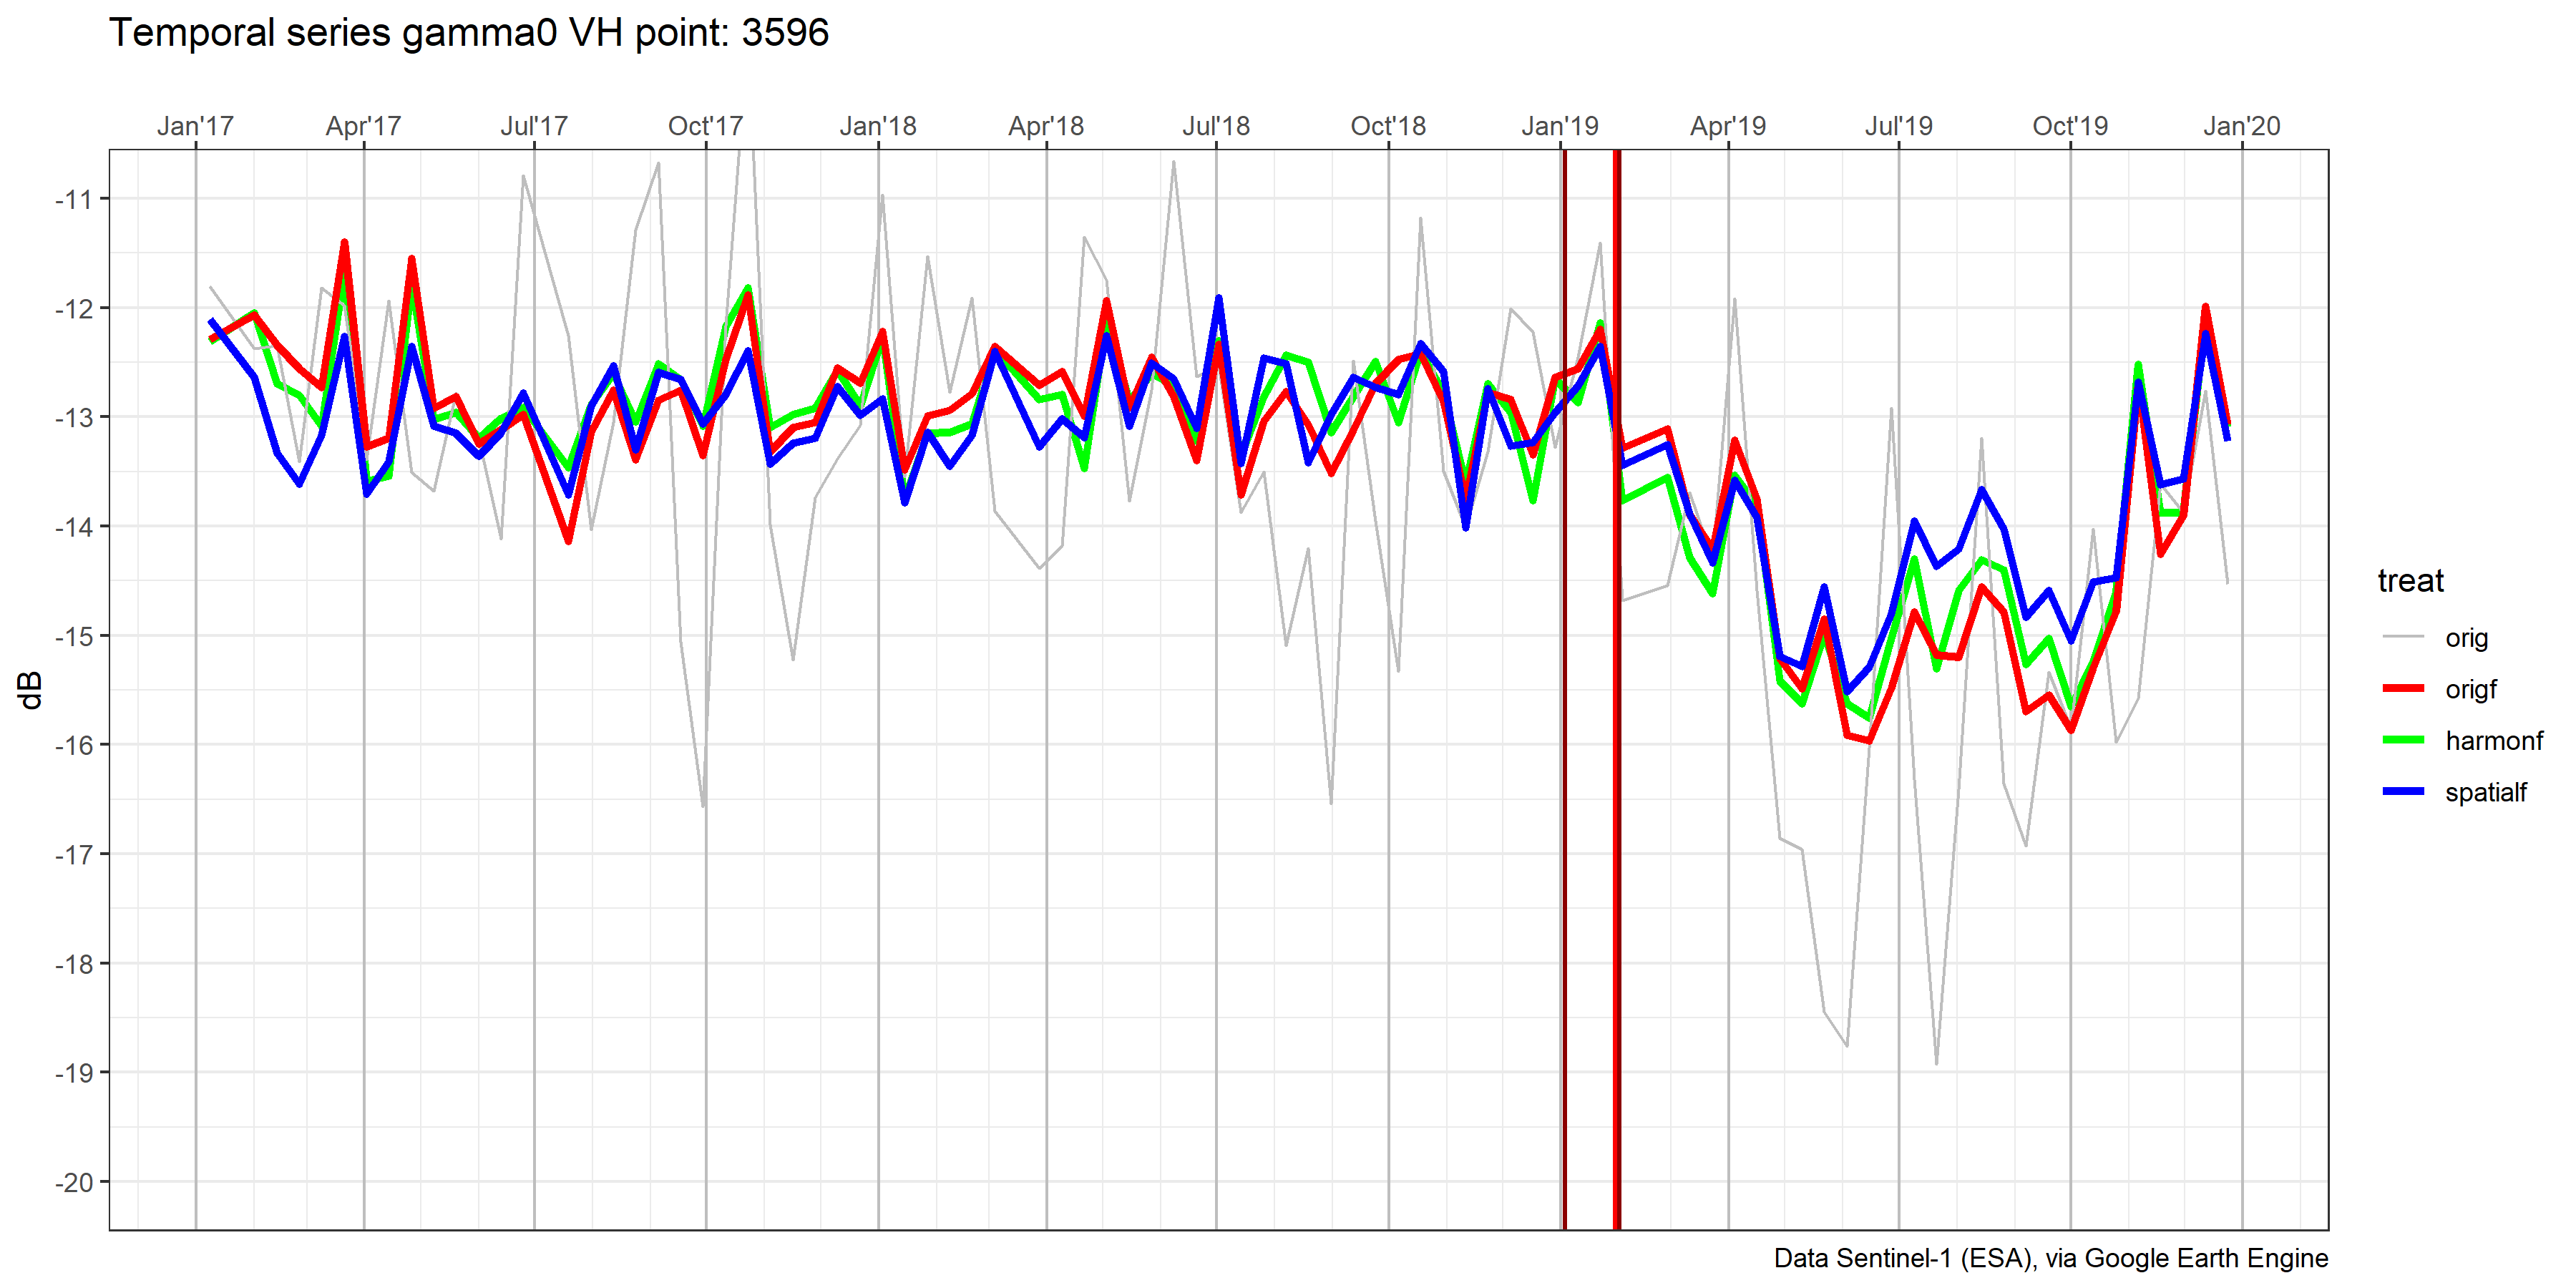 Temporal series gamma0 VH point: 3596
Jan'17 Apr'17 Jul'17 Oct'17 Jan'18 Apr'18 Jul'18 Oct'18 Jan'19 Apr'19 Jul'19 Oct'19 Jan'20
-11
-12
-13
-14
-15
-16
-17
-18
-19
-20
dB
treat
orig
origf
harmonf
spatialf
Data Sentinel-1 (ESA), via Google Earth Engine